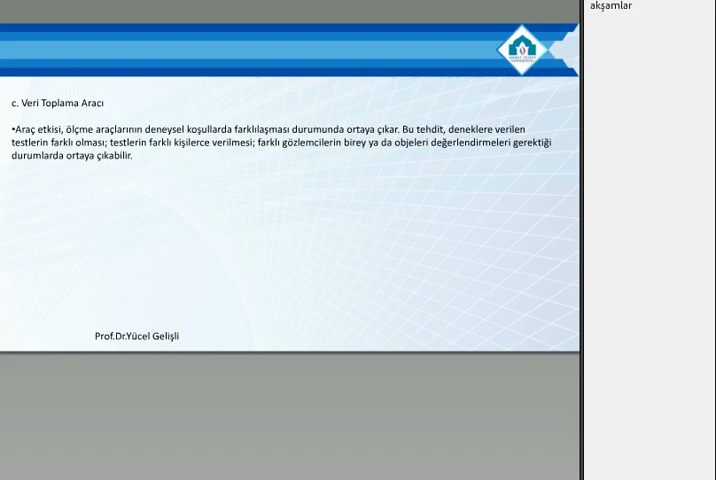 akşamlar
c. Veri Toplama Aracı
•Araç etkisi, ölçme araçlarının deneysel koşullarda farklılaşması durumunda ortaya çıkar. Bu tehdit, deneklere verilen
testlerin farklı olması; testlerin farklı kişilerce verilmesi; farklı gözlemcilerin birey ya da objeleri değerlendirmeleri gerektiği
durumlarda ortaya çıkabilir.
Prof.Dr.Yücel Gelişli